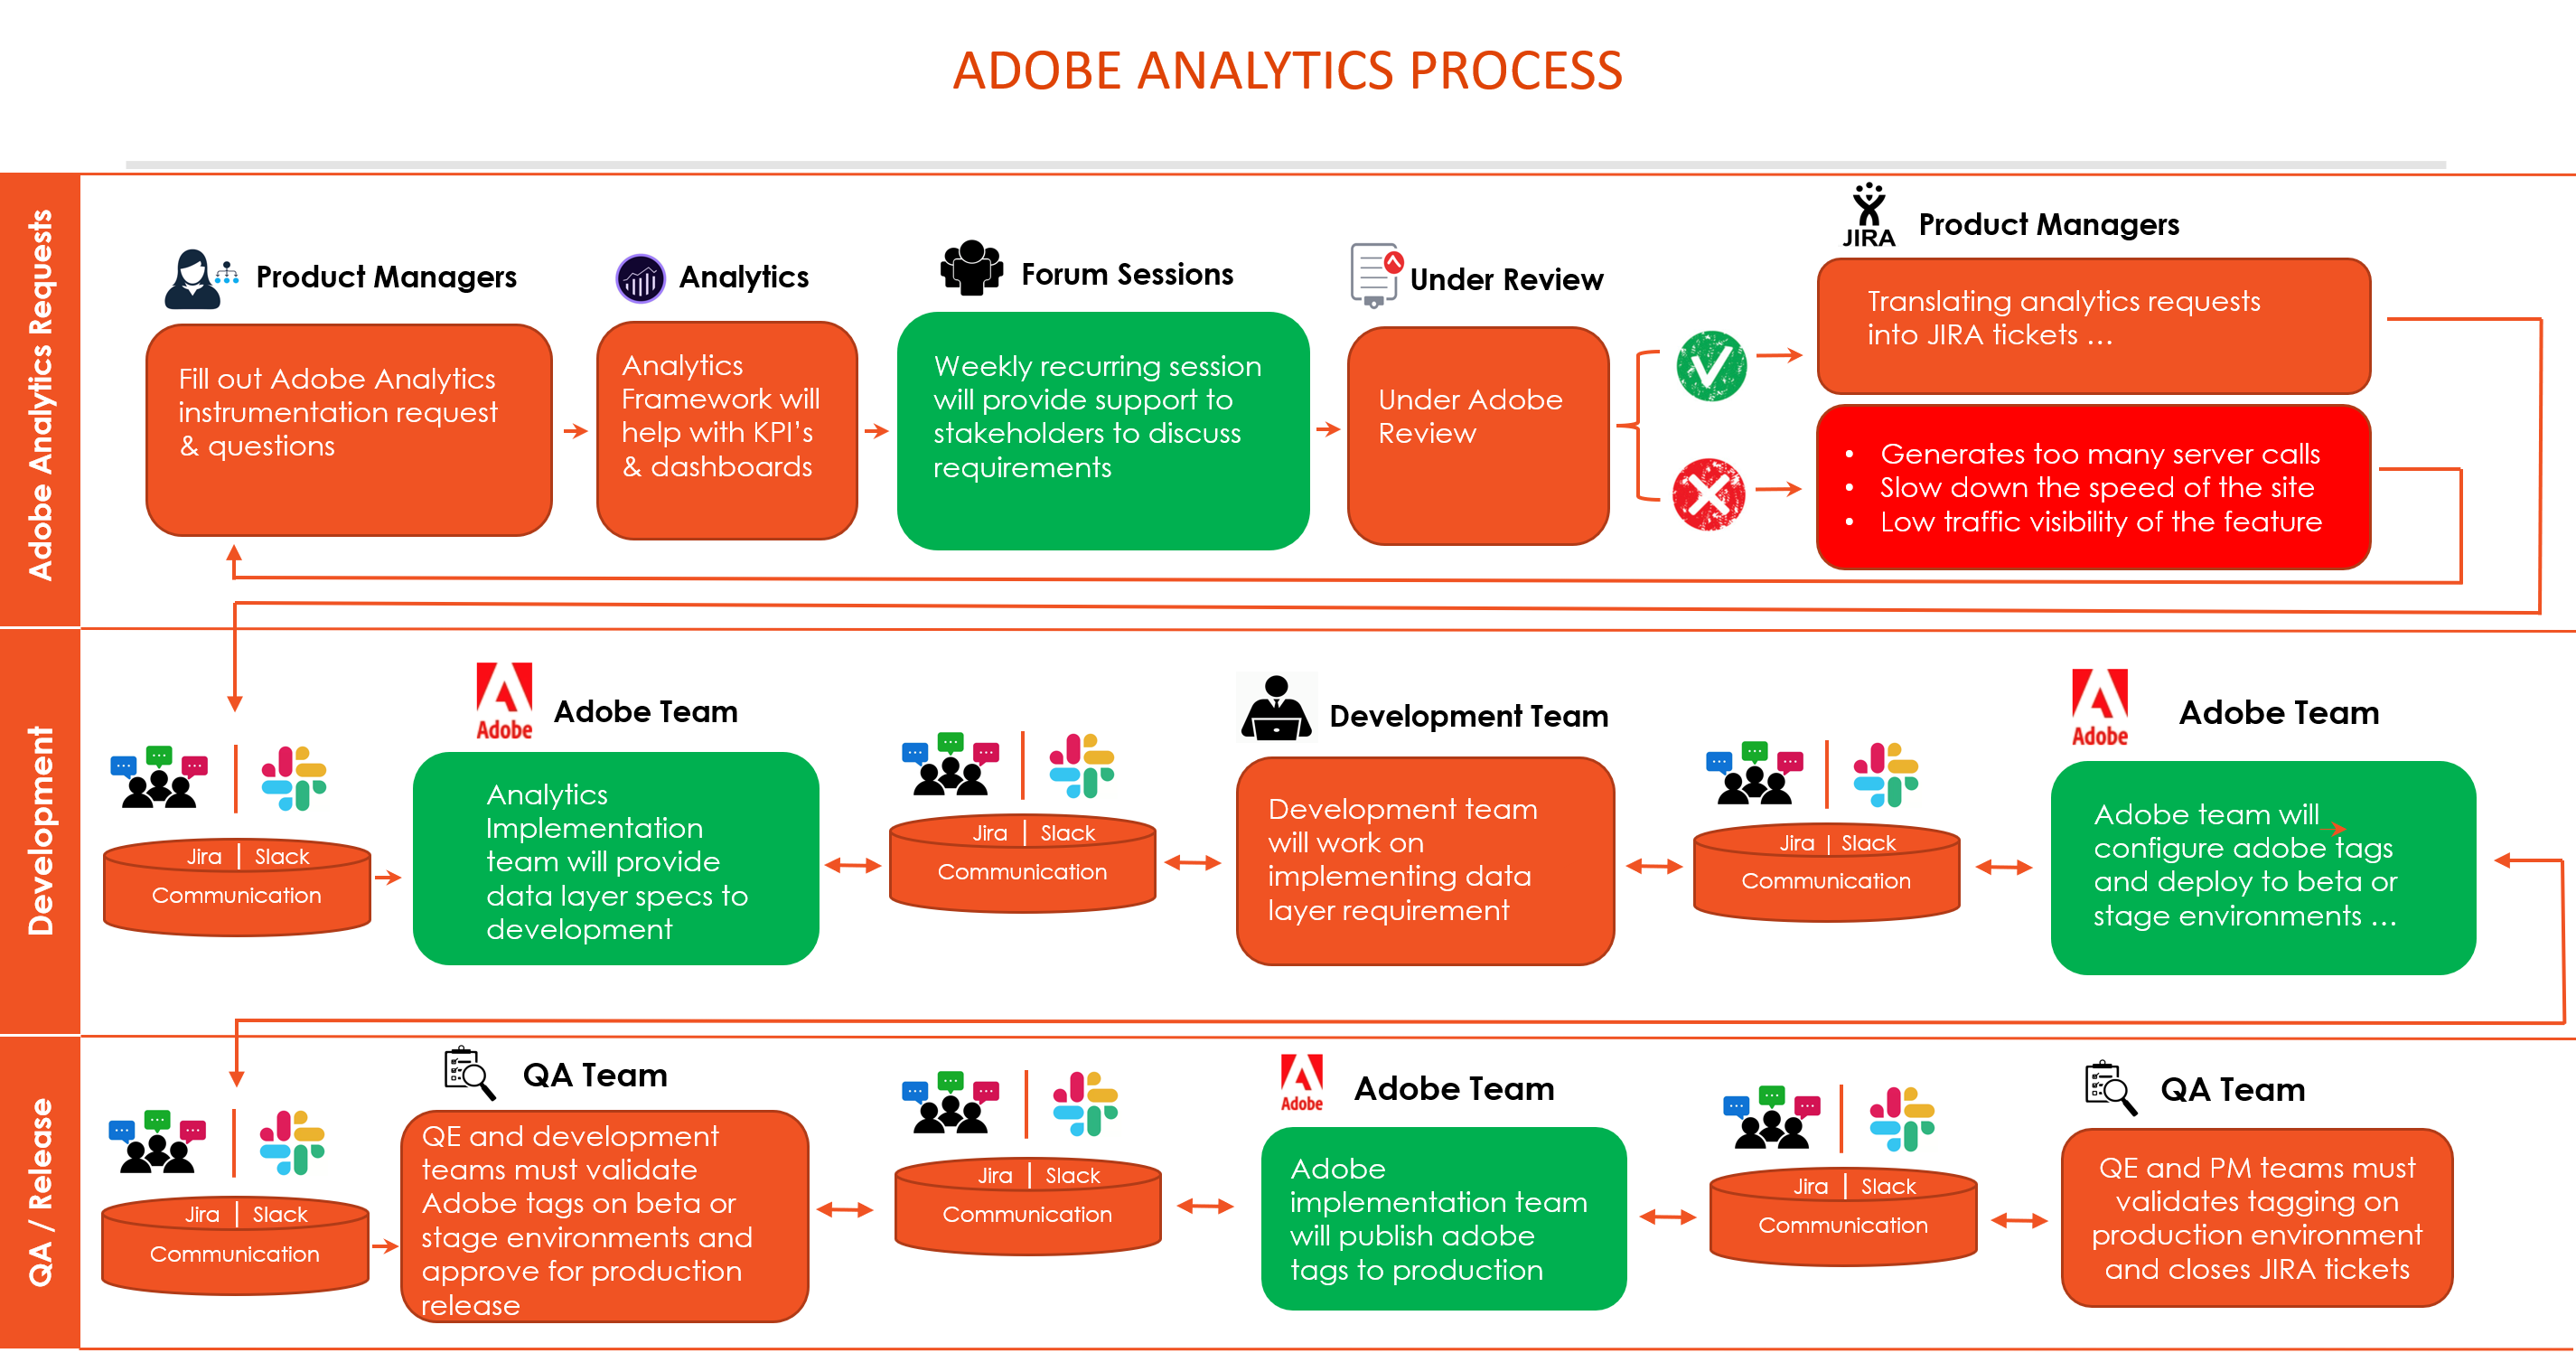 ADOBE ANALYTICS PROCESS
Adobe Analytics Requests
Product Managers
Fill out Adobe Analytics
instrumentation request
& questions
Analytics
Analytics
Framework will
help with KPI’s
& dashboards
Forum Sessions
Weekly recurring session
will provide support to
stakeholders to discuss
requirements
Under Review
Under Adobe
Review
JIRA
Product Managers
Translating analytics requests
into JIRA tickets …
• Generates too many server calls
• Slow down the speed of the site
• Low traffic visibility of the feature
Development
Jira | Slack
Communication
Adobe
Adobe Team
Analytics
Implementation
team will provide
data layer specs to
development
Jira | Slack
Communication
Development Team
Development team
will work on
implementing data
layer requirement
Jira | Slack
Communication
Adobe
Adobe Team
Adobe team will
configure adobe tags
and deploy to beta or
stage environments …
QA / Release
Jira | Slack
Communication
QA Team
QE and development
teams must validate
Adobe tags on beta or
stage environments and
approve for production
release
Jira | Slack
Communication
Adobe
Adobe Team
Adobe
implementation team
will publish adobe
tags to production
Jira | Slack
Communication
QA Team
QE and PM teams must
validates tagging on
production environment
and closes JIRA tickets